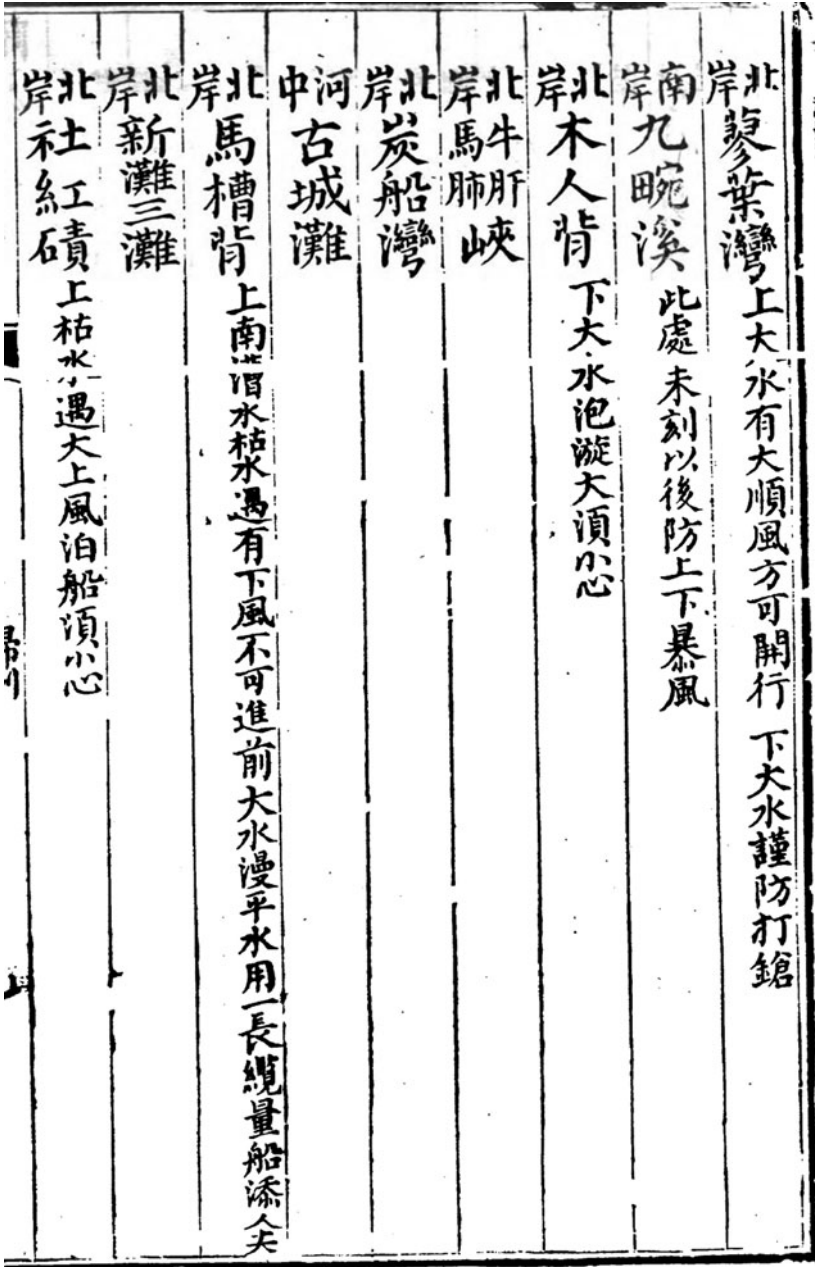 北岸蓼葉灣上大水有大順風方可開行 下大水謹防打鎗
南岸九畹溪 此處未刻以後防上下暴風
北岸木人背 下大水泡漩大湏小心
北岸牛肝馬肺峽
北岸炭船灣
河中古城灘
北岸馬槽背 上南漕水枯水遇有下風不可進前大水漫平水用一長纜量船添人夫
北岸新灘三灘
北岸社紅磧上枯水遇大上風泊船湏小心